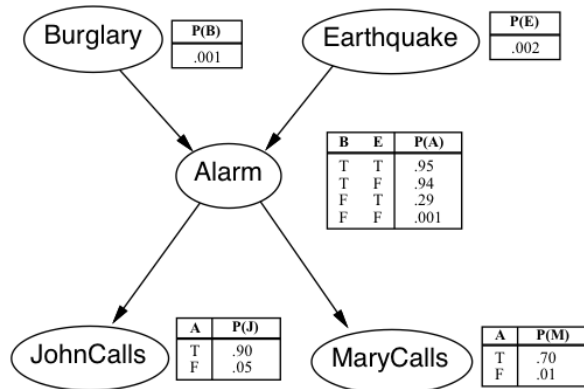 Burglary
P(B)
.001
Earthquake
P(E)
.002
Alarm
B E P(A)
T T .95
T F .94
F T .29
F F .001
JohnCalls
A P(J)
T .90
F .05
MaryCalls
A P(M)
T .70
F .01